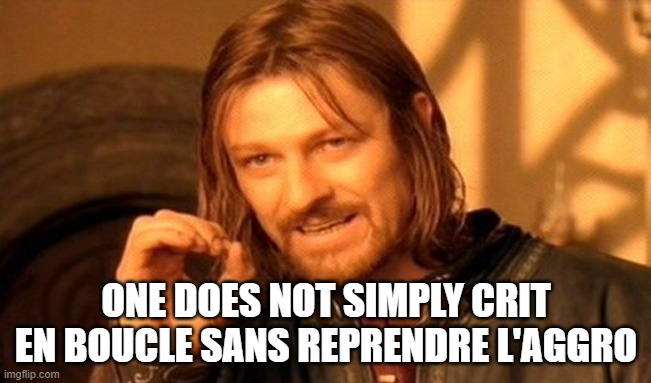 ONE DOES NOT SIMPLY CRIT
EN BOUCLE SANS REPRENDRE L'AGGRO
imgflip.com